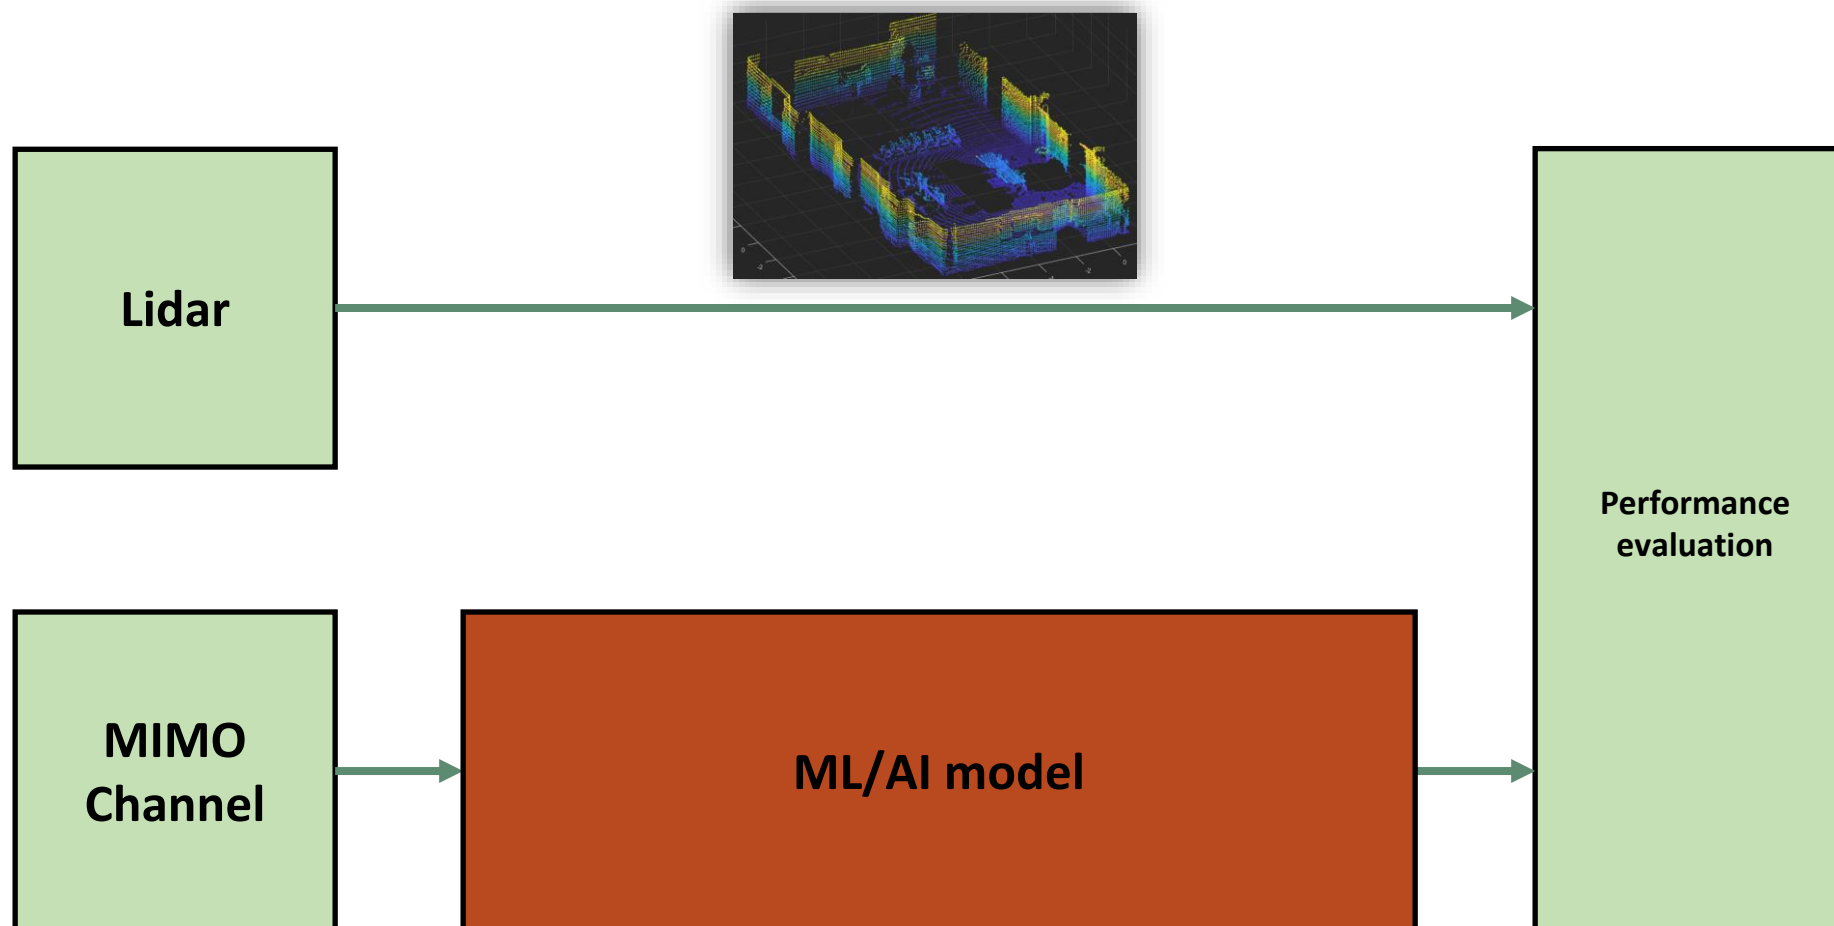 Lidar
Performance
evaluation
MIMO
Channel
ML/AI model